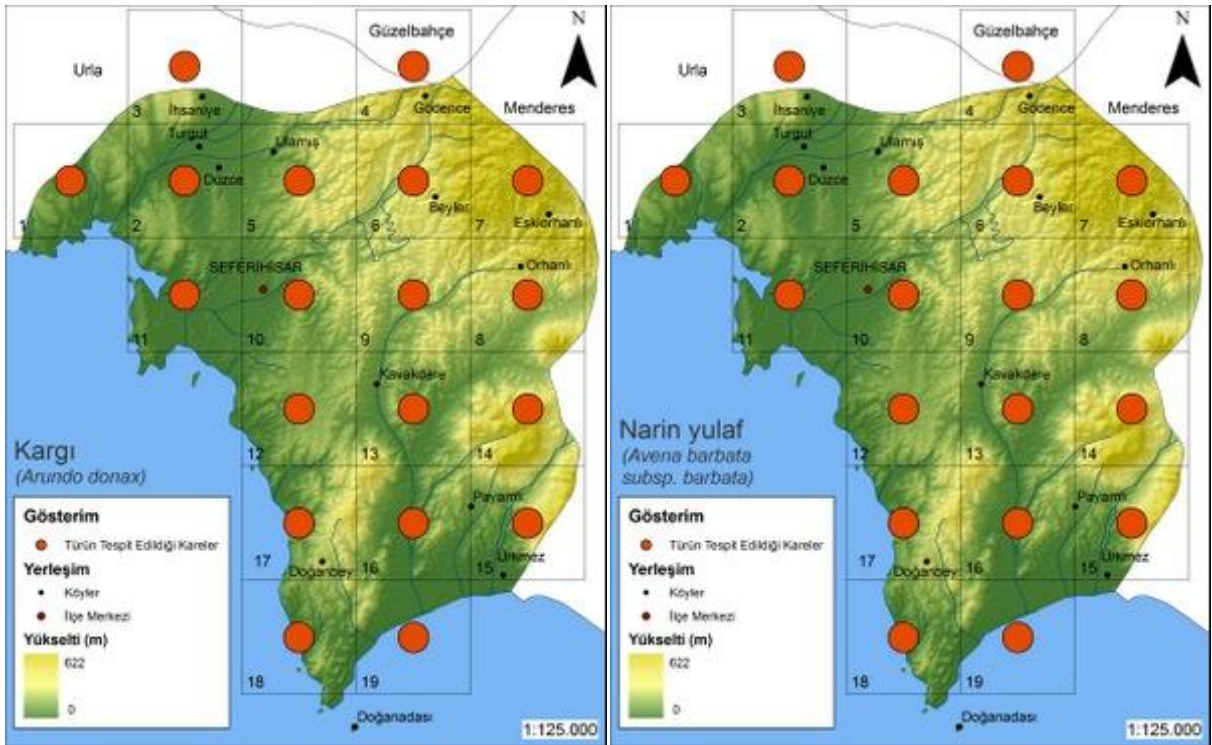 Güzelbahçe
N
Urla
3
İhsaniye
4
Gödence
Menderes
Turgut
Ulamış
Düzce
Beyler
1
2
5
6
7
Eskiorhanlı
SEFERİHİSAR
Orhanlı
11
10
9
8
Kavakdere
Kargı
(Arundo donax)
12
13
14
Payamlı
Gösterim
Türün Tespit Edildiği Kareler
Yerleşim
Köyler
İlçe Merkezi
Yükselti (m)
622
0
17
Doğanbey
16
15
Ürkmez
18
19
Doğanadası
1:125.000
Güzelbahçe
N
Urla
3
İhsaniye
4
Gödence
Menderes
Turgut
Ulamış
Düzce
Beyler
1
2
5
6
7
Eskiorhanlı
SEFERİHİSAR
Orhanlı
11
10
9
8
Kavakdere
Narin yulaf
(Avena barbata
subsp. barbata)
12
13
14
Payamlı
Gösterim
Türün Tespit Edildiği Kareler
Yerleşim
Köyler
İlçe Merkezi
Yükselti (m)
622
0
17
Doğanbey
16
15
Ürkmez
18
19
Doğanadası
1:125.000